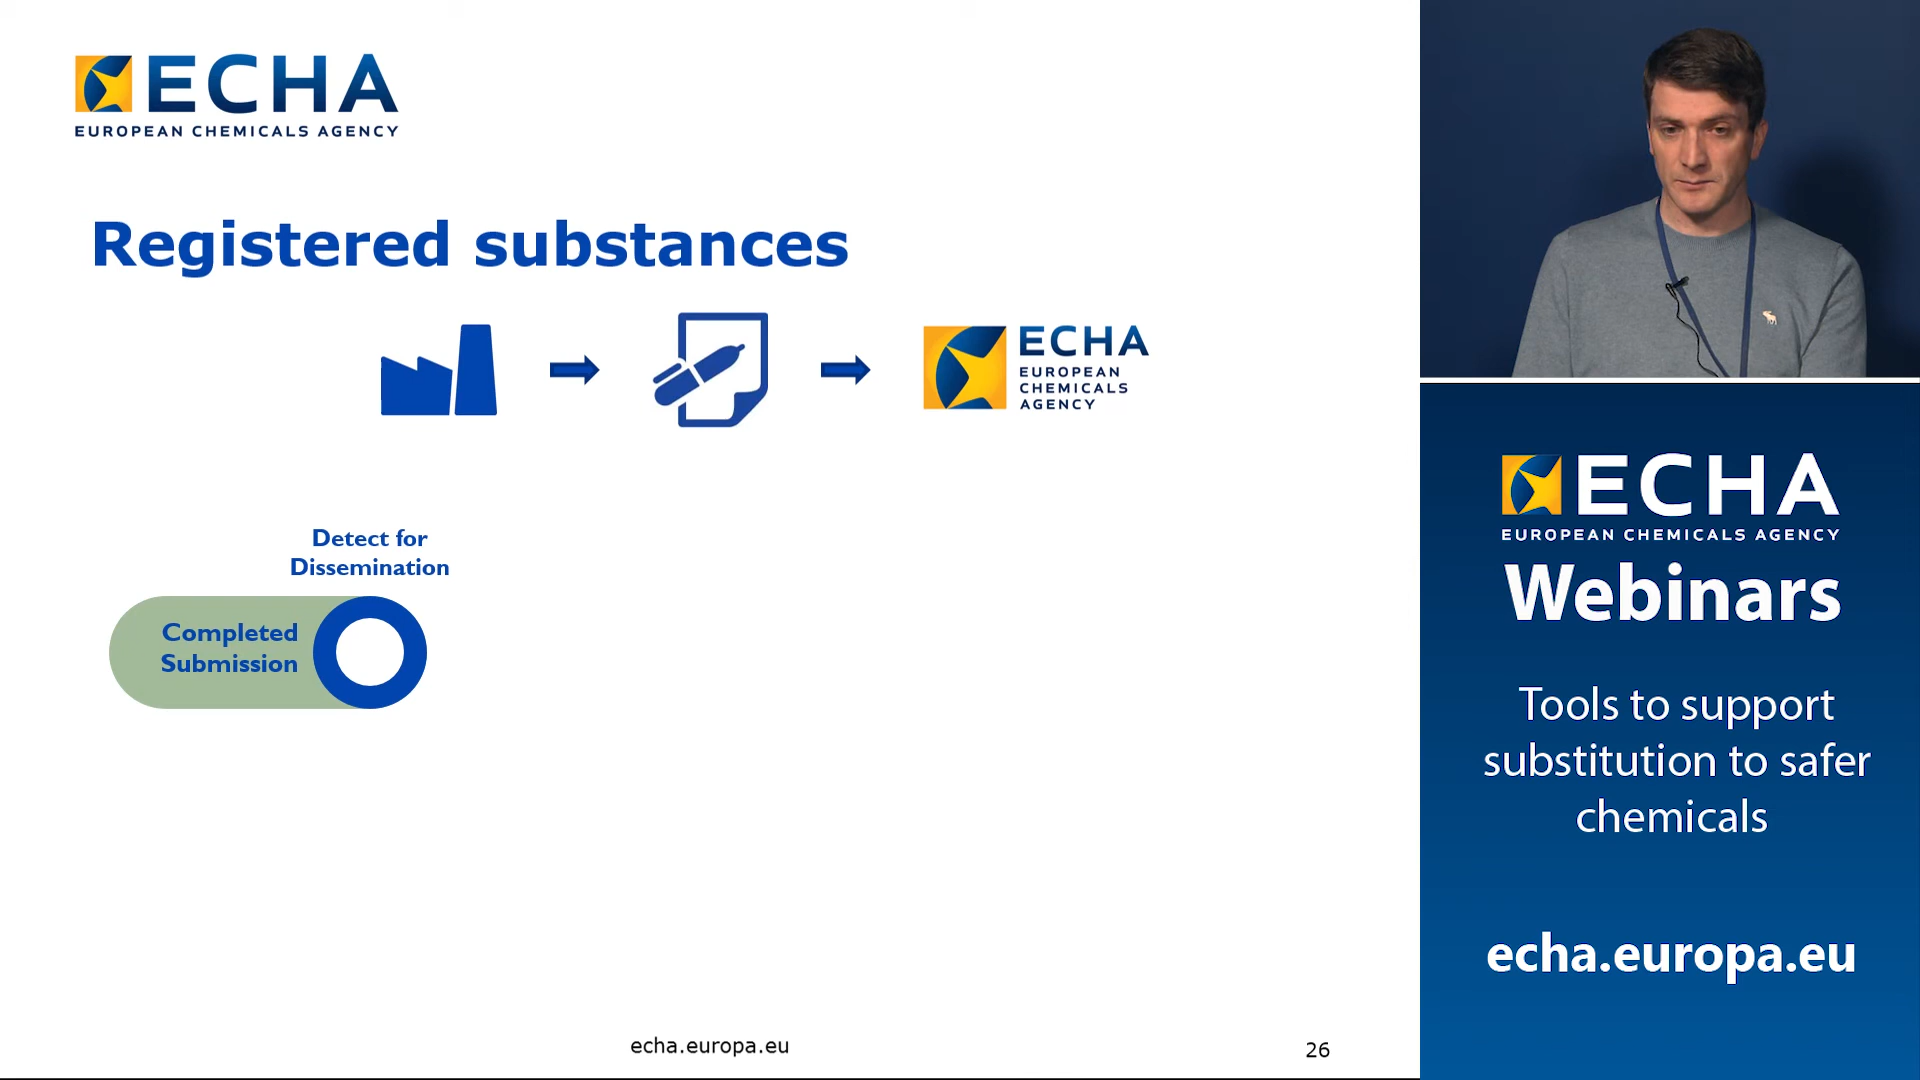 ECHA
EUROPEAN CHEMICALS AGENCY
Registered substances
ECHA
EUROPEAN
CHEMICALS
AGENCY
Detect for
Dissemination
Completed
Submission
echa.europa.eu
26
ECHA
EUROPEAN CHEMICALS AGENCY
Webinars
Tools to support
substitution to safer
chemicals
echa.europa.eu